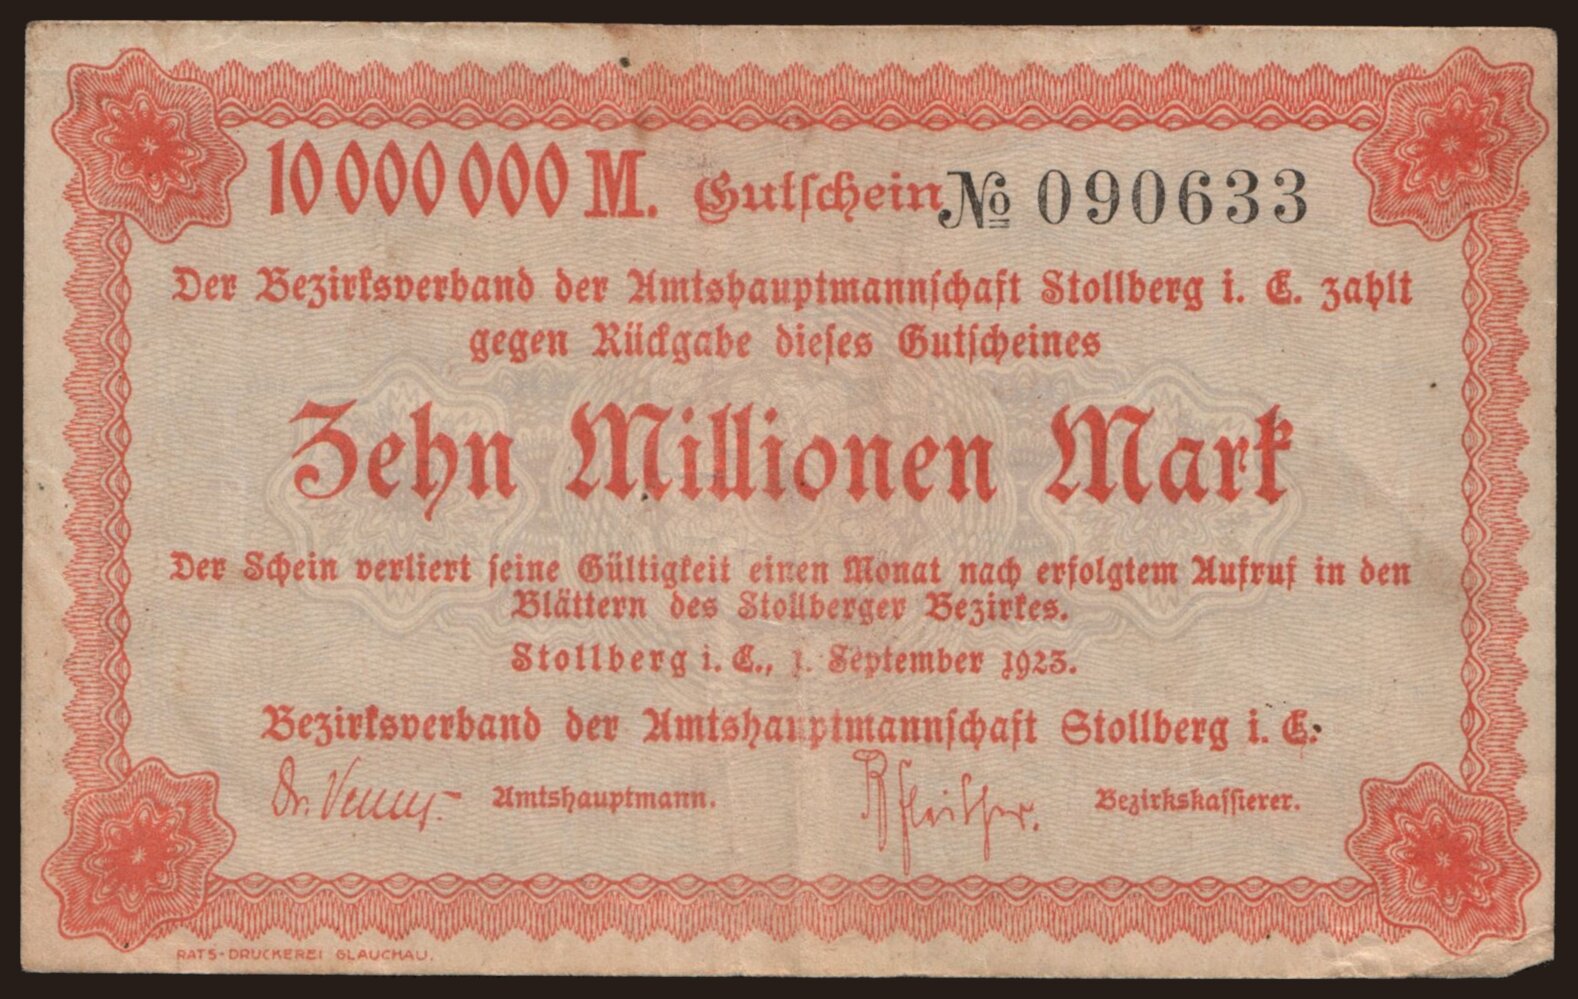 10 000 000 M. Gutschein № 090633
Der Bezirksverband der Amtshauptmannschaft Stollberg i. E. zahlt
gegen Rückgabe dieses Gutscheines
Zehn Millionen Mark
Der Schein verliert seine Gültigkeit einen Monat nach erfolgtem Aufruf in den
Blättern des Stollberger Bezirkes.
Stollberg i. E., 1. September 1923.
Bezirksverband der Amtshauptmannschaft Stollberg i. E.
Dr. Amtshauptmann. Bezirkskassierer.
RATS-DRUCKEREI GLAUCHAU.